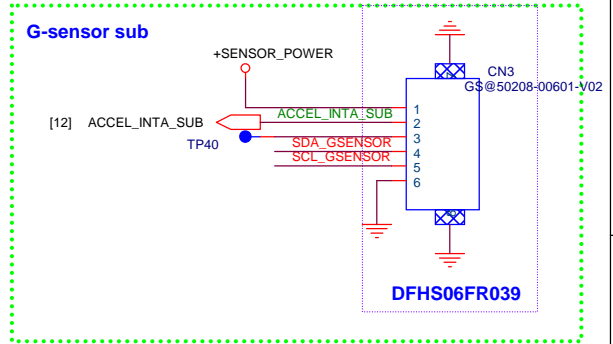 G-sensor sub
+SENSOR_POWER
CN3
GS@50208-00601-V02
ACCEL_INTA_SUB
1
[12] ACCEL_INTA_SUB
2
TP40
3
SDA_GSENSOR
4
SCL_GSENSOR
5
6
DFHS06FR039